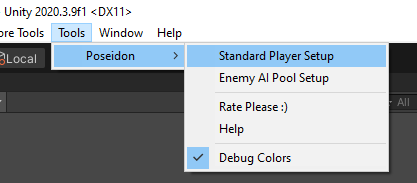 Unity 2020.3.9f1 <DX11>
ore Tools Tools Window Help
Local
Poseidon
Standard Player Setup
Enemy AI Pool Setup
Rate Please :)
Help
Debug Colors
All